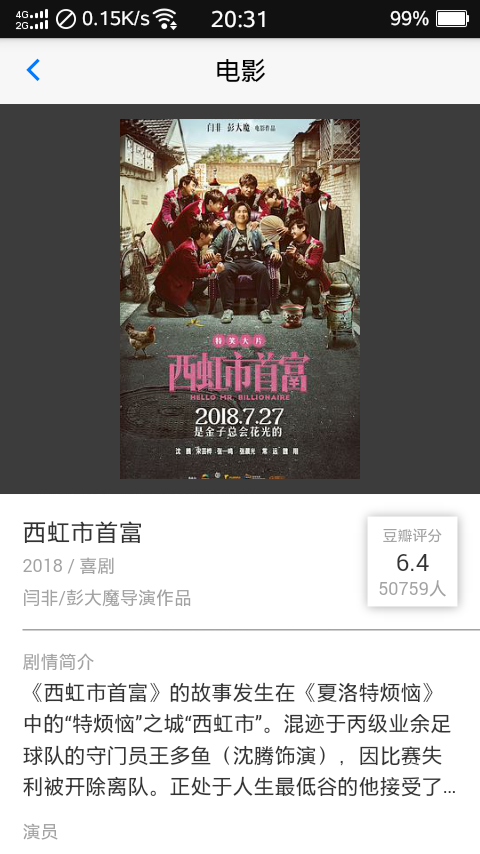 4G
2G
0.15K/s
20:31
99%
电影
闫非 彭大魔 电影作品
特笑大片
西虹市首富
HELLO MR. BILLIONAIRE
2018.7.27
是金子总会花光的
沈腾 宋芸桦 张一鸣 张晨光 常远 魏翔
西虹市首富
2018 / 喜剧
闫非/彭大魔导演作品
豆瓣评分
6.4
50759人
剧情简介
《西虹市首富》的故事发生在《夏洛特烦恼》
中的“特烦恼”之城“西虹市”。混迹于丙级业余足
球队的守门员王多鱼（沈腾饰演），因比赛失
利被开除离队。正处于人生最低谷的他接受了...
演员